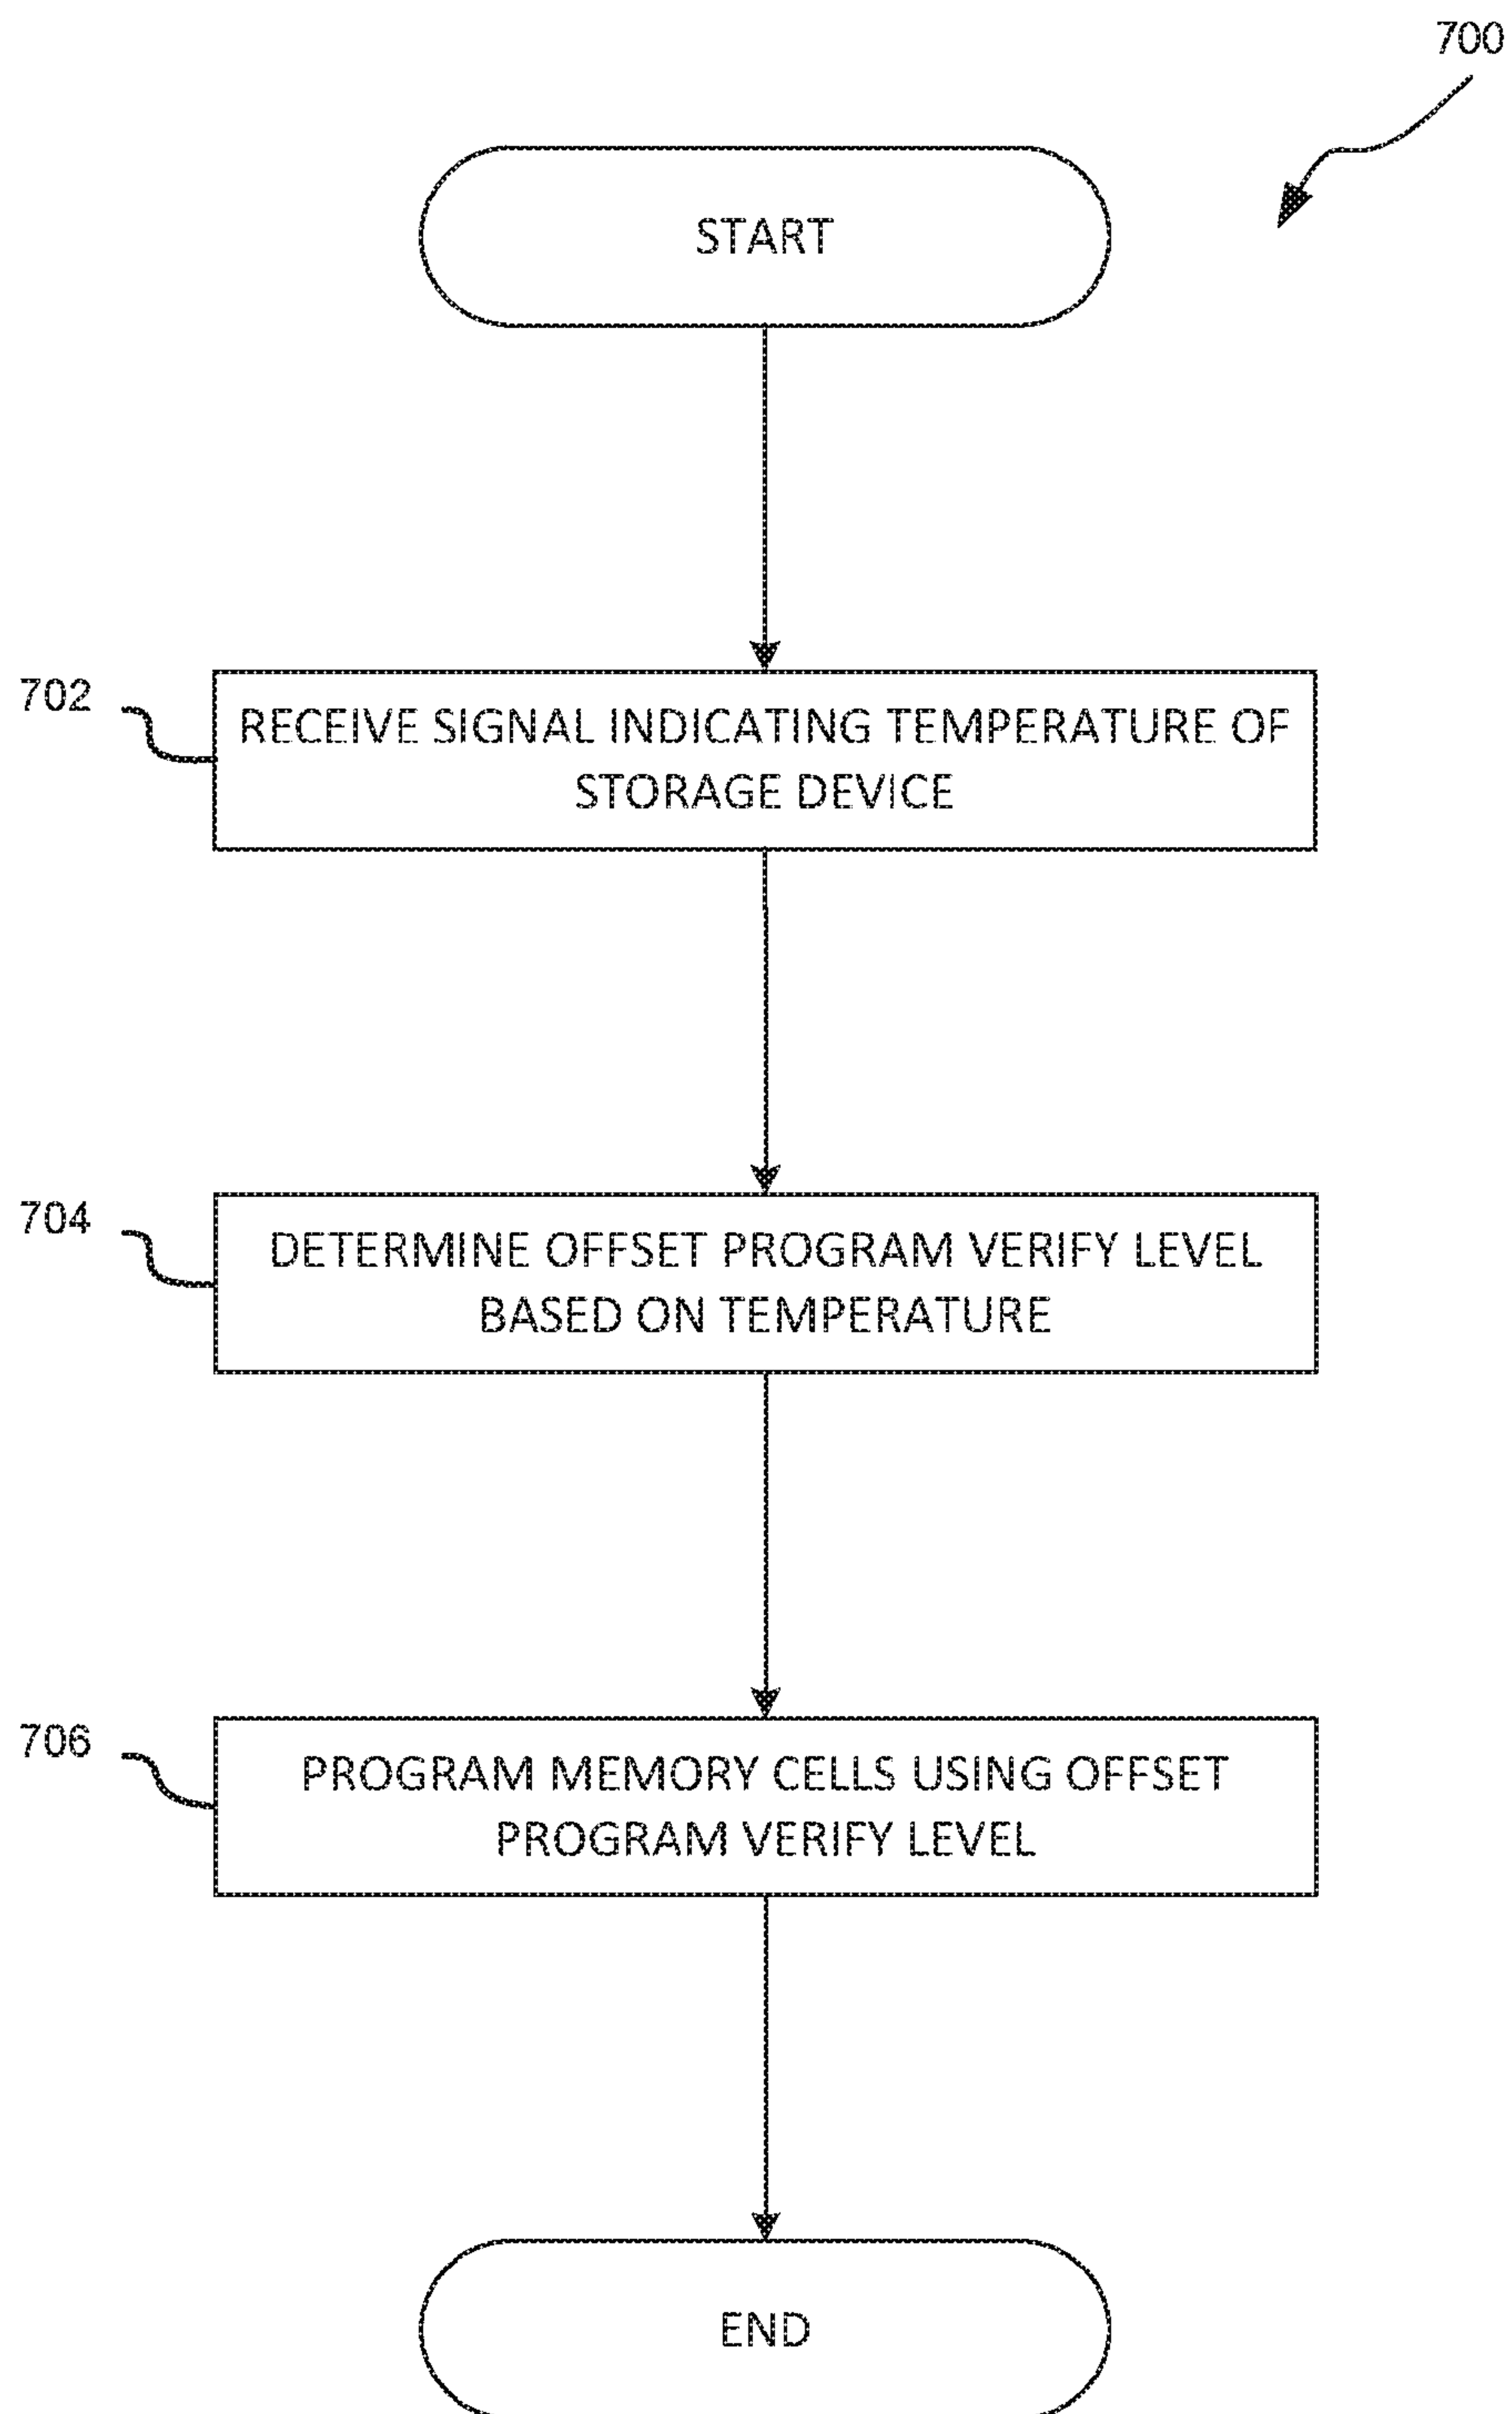 700
START
702
RECEIVE SIGNAL INDICATING TEMPERATURE OF
STORAGE DEVICE
704
DETERMINE OFFSET PROGRAM VERIFY LEVEL
BASED ON TEMPERATURE
706
PROGRAM MEMORY CELLS USING OFFSET
PROGRAM VERIFY LEVEL
END